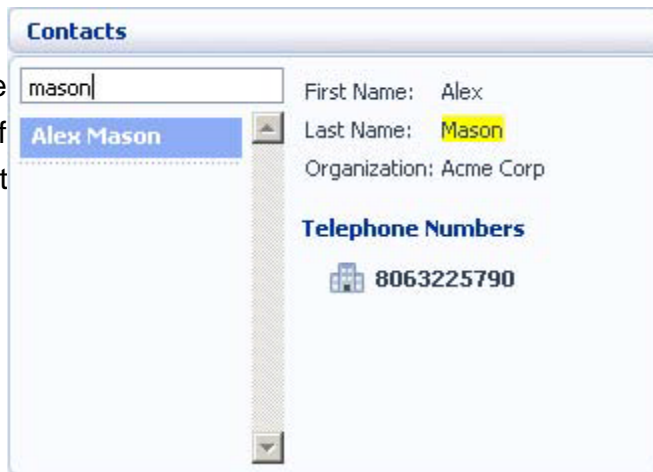 Contacts
e
f
t
mason
Alex Mason
First Name: Alex
Last Name: Mason
Organization: Acme Corp
Telephone Numbers
8063225790